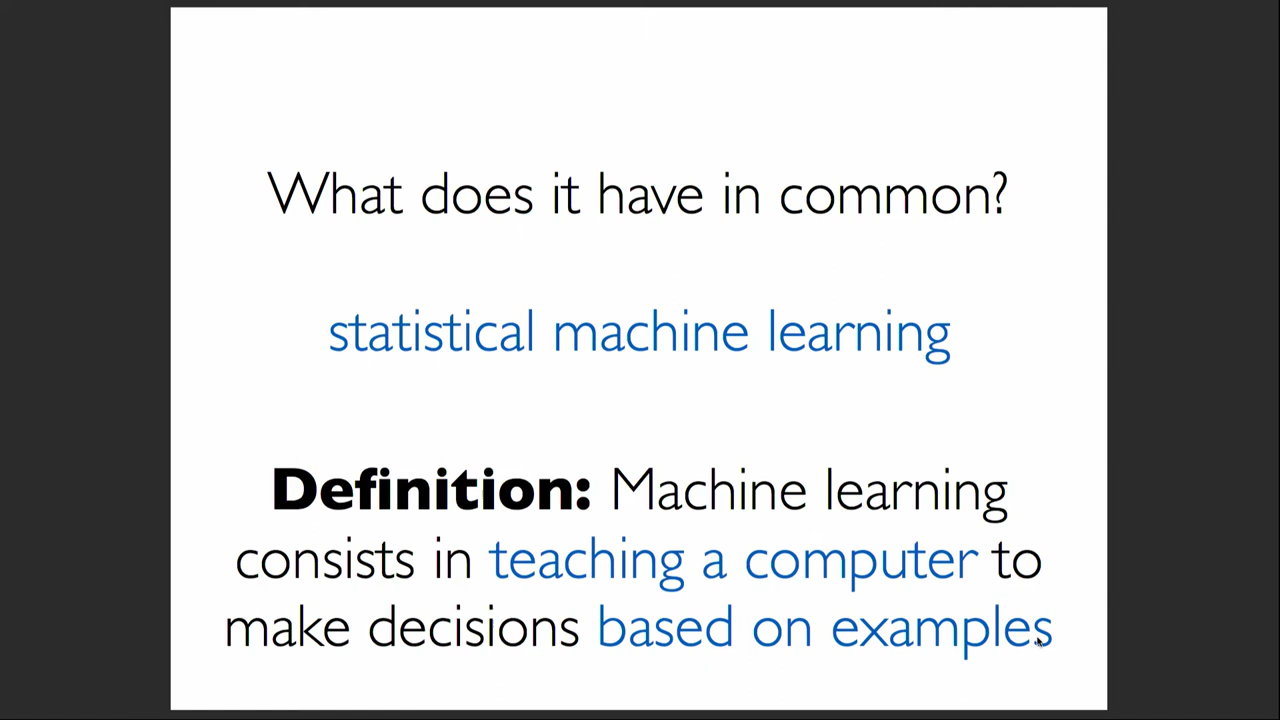 What does it have in common?
statistical machine learning
Definition: Machine learning
consists in teaching a computer to
make decisions based on examples